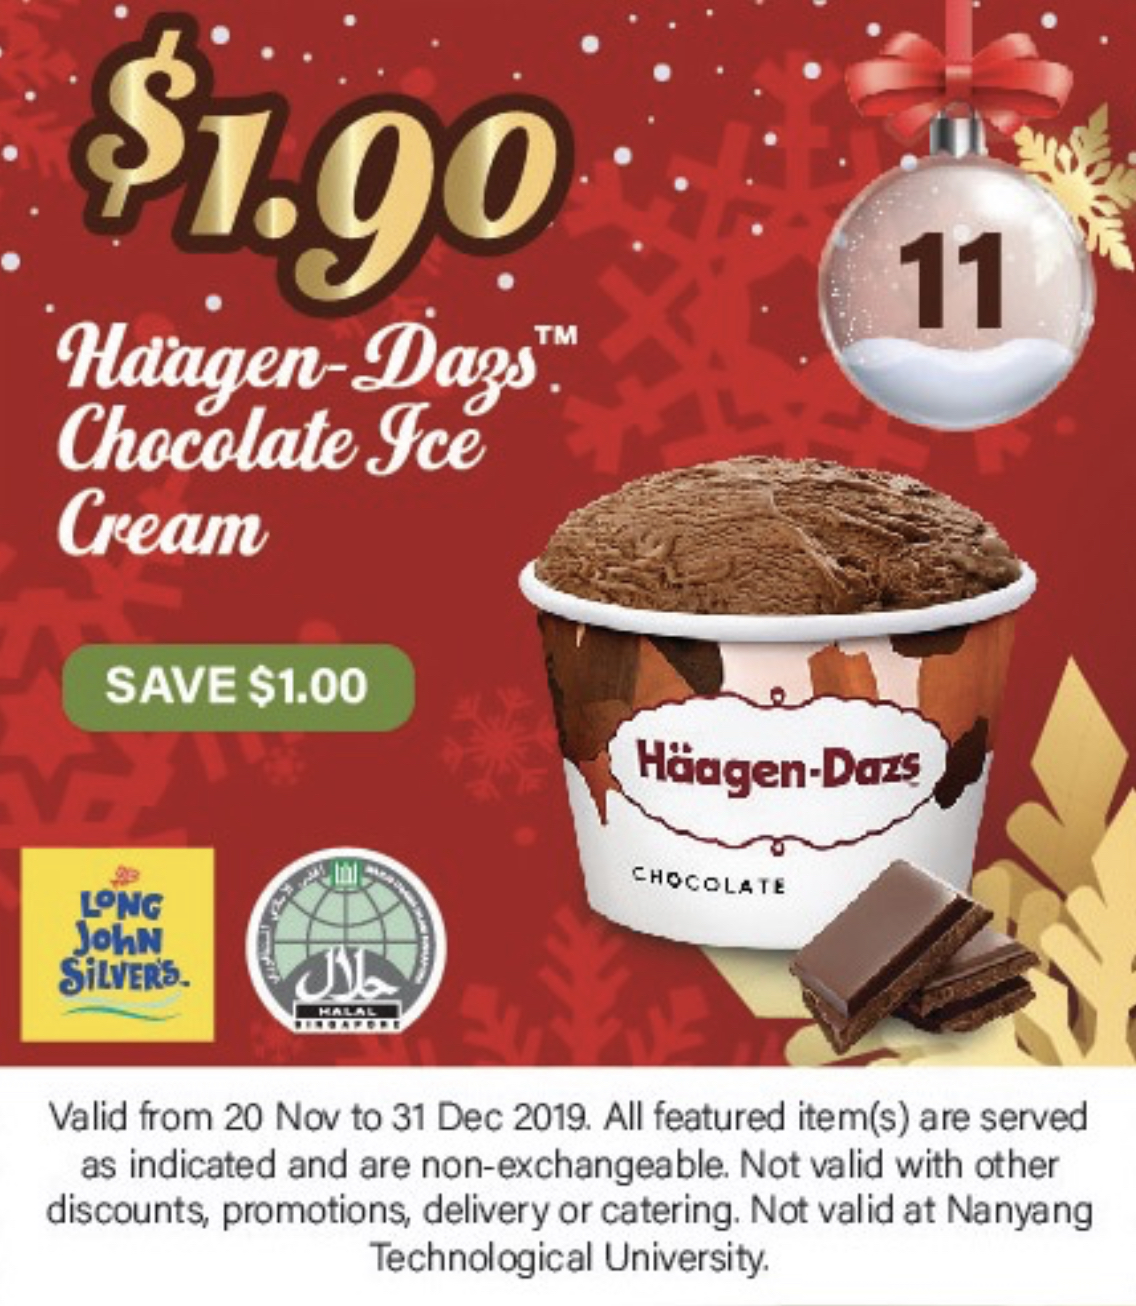 $1.90
11
Häagen-Dazs™
Chocolate Ice
Cream
SAVE $1.00
Häagen-Dazs
CHOCOLATE
LONG
JOHN
SILVER'S
حلال
HALAL
SINGAPORE
Valid from 20 Nov to 31 Dec 2019. All featured item(s) are served
as indicated and are non-exchangeable. Not valid with other
discounts, promotions, delivery or catering. Not valid at Nanyang
Technological University.